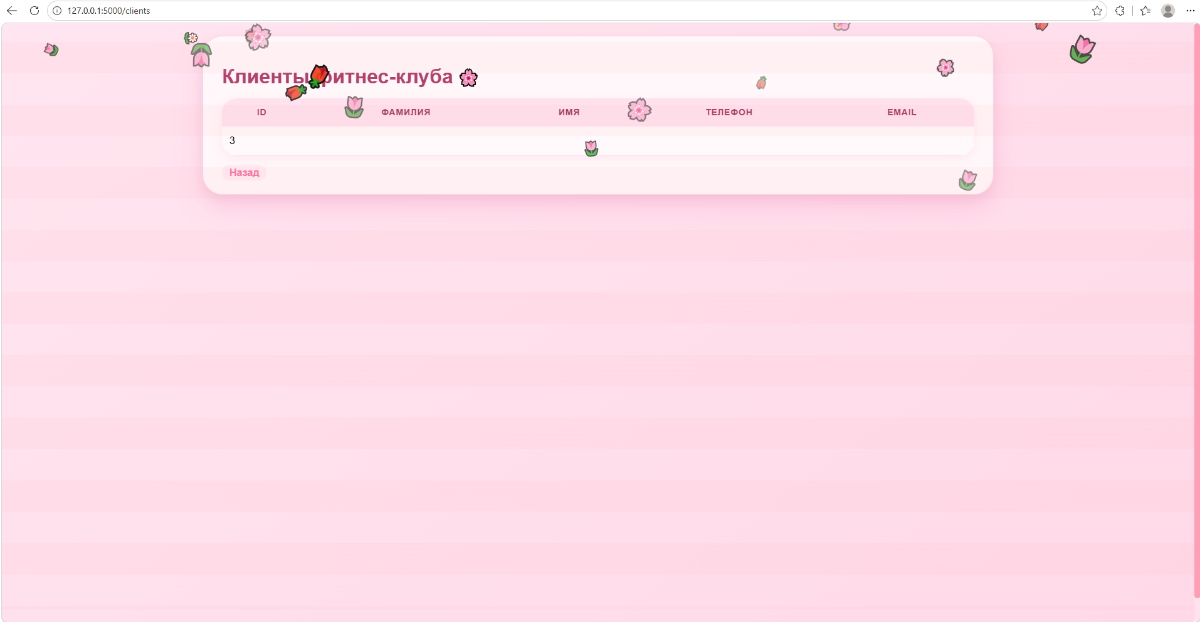 127.0.0.1:5000/clients
Клиенты фитнес-клуба
ID ФАМИЛИЯ ИМЯ ТЕЛЕФОН EMAIL
3
Назад